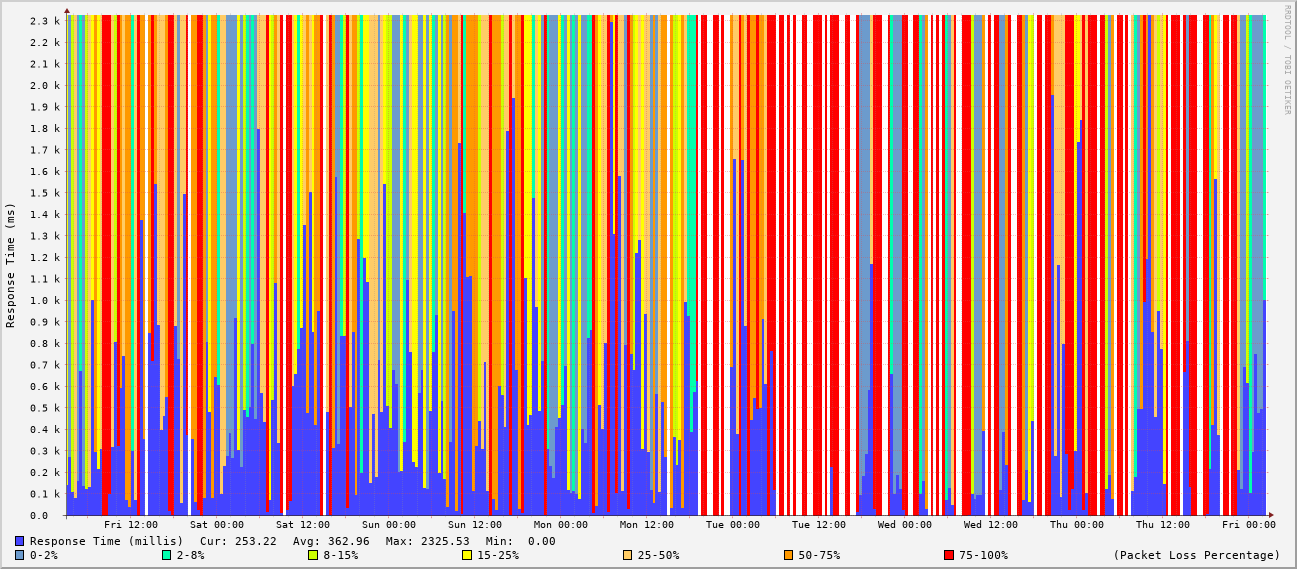 RRDTOOL / TOBI OETIKER
Response Time (ms)
2.3 k
2.2 k
2.1 k
2.0 k
1.9 k
1.8 k
1.7 k
1.6 k
1.5 k
1.4 k
1.3 k
1.2 k
1.1 k
1.0 k
0.9 k
0.8 k
0.7 k
0.6 k
0.5 k
0.4 k
0.3 k
0.2 k
0.1 k
0.0
Fri 12:00 Sat 00:00 Sat 12:00 Sun 00:00 Sun 12:00 Mon 00:00 Mon 12:00 Tue 00:00 Tue 12:00 Wed 00:00 Wed 12:00 Thu 00:00 Thu 12:00 Fri 00:00
Response Time (millis) Cur: 253.22 Avg: 362.96 Max: 2325.53 Min: 0.00
0-2% 2-8% 8-15% 15-25% 25-50% 50-75% 75-100% (Packet Loss Percentage)